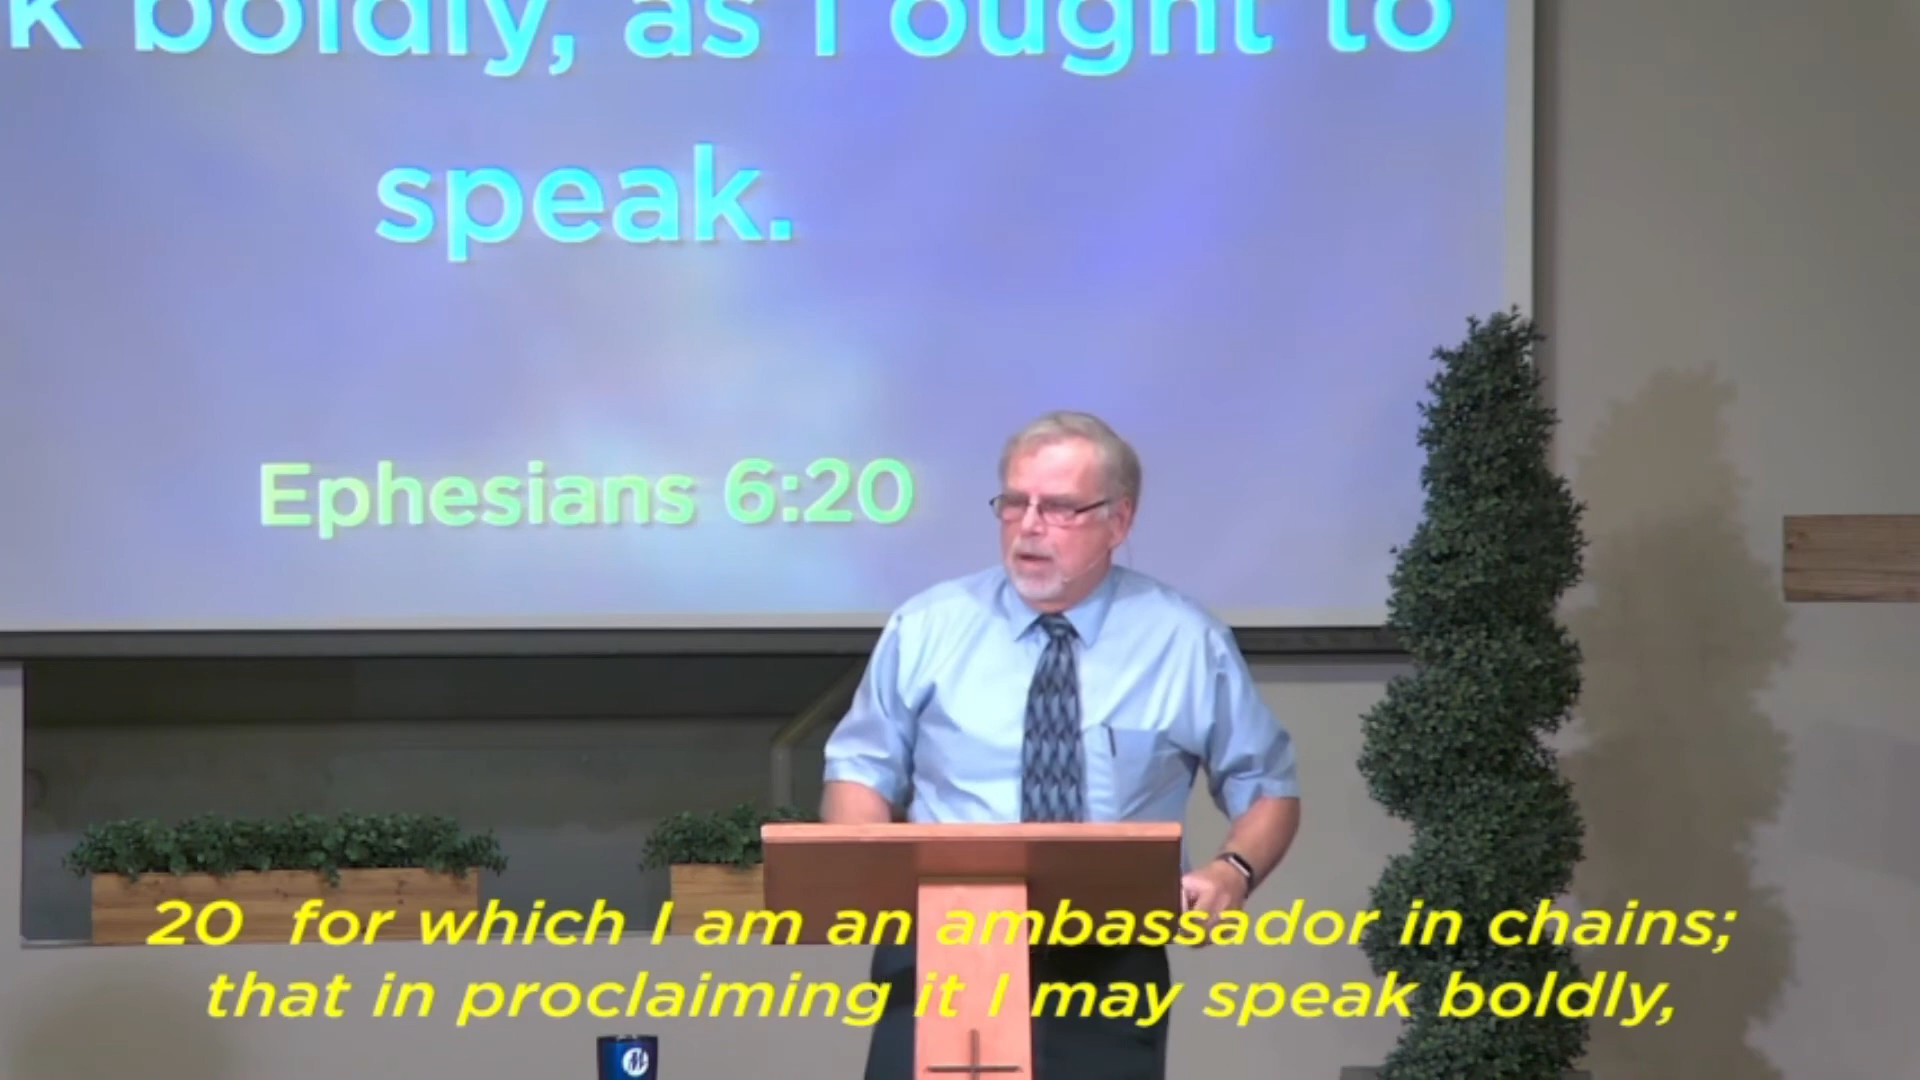 k boldly, as I ought to
speak.
Ephesians 6:20
20 for which I am an ambassador in chains;
that in proclaiming it I may speak boldly,